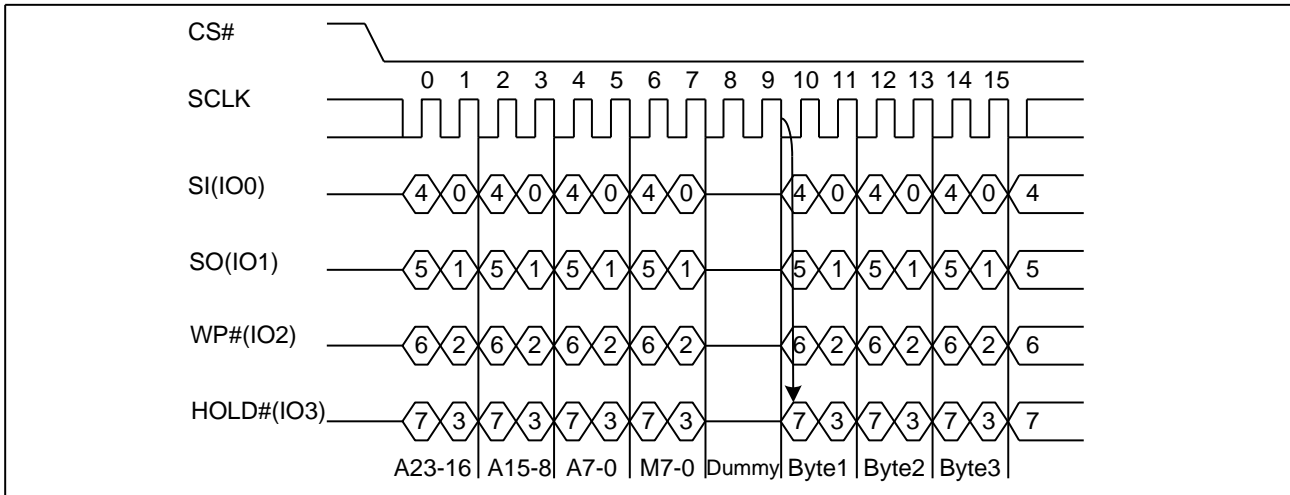 CS#
0 1 2 3 4 5 6 7 8 9 10 11 12 13 14 15
SCLK
SI(IO0) 4 0 4 0 4 0 4 0 4 0 4 0 4 0 4
SO(IO1) 5 1 5 1 5 1 5 1 5 1 5 1 5 1 5
WP#(IO2) 6 2 6 2 6 2 6 2 6 2 6 2 6 2 6
HOLD#(IO3) 7 3 7 3 7 3 7 3 7 3 7 3 7 3 7
A23-16 A15-8 A7-0 M7-0 Dummy Byte1 Byte2 Byte3